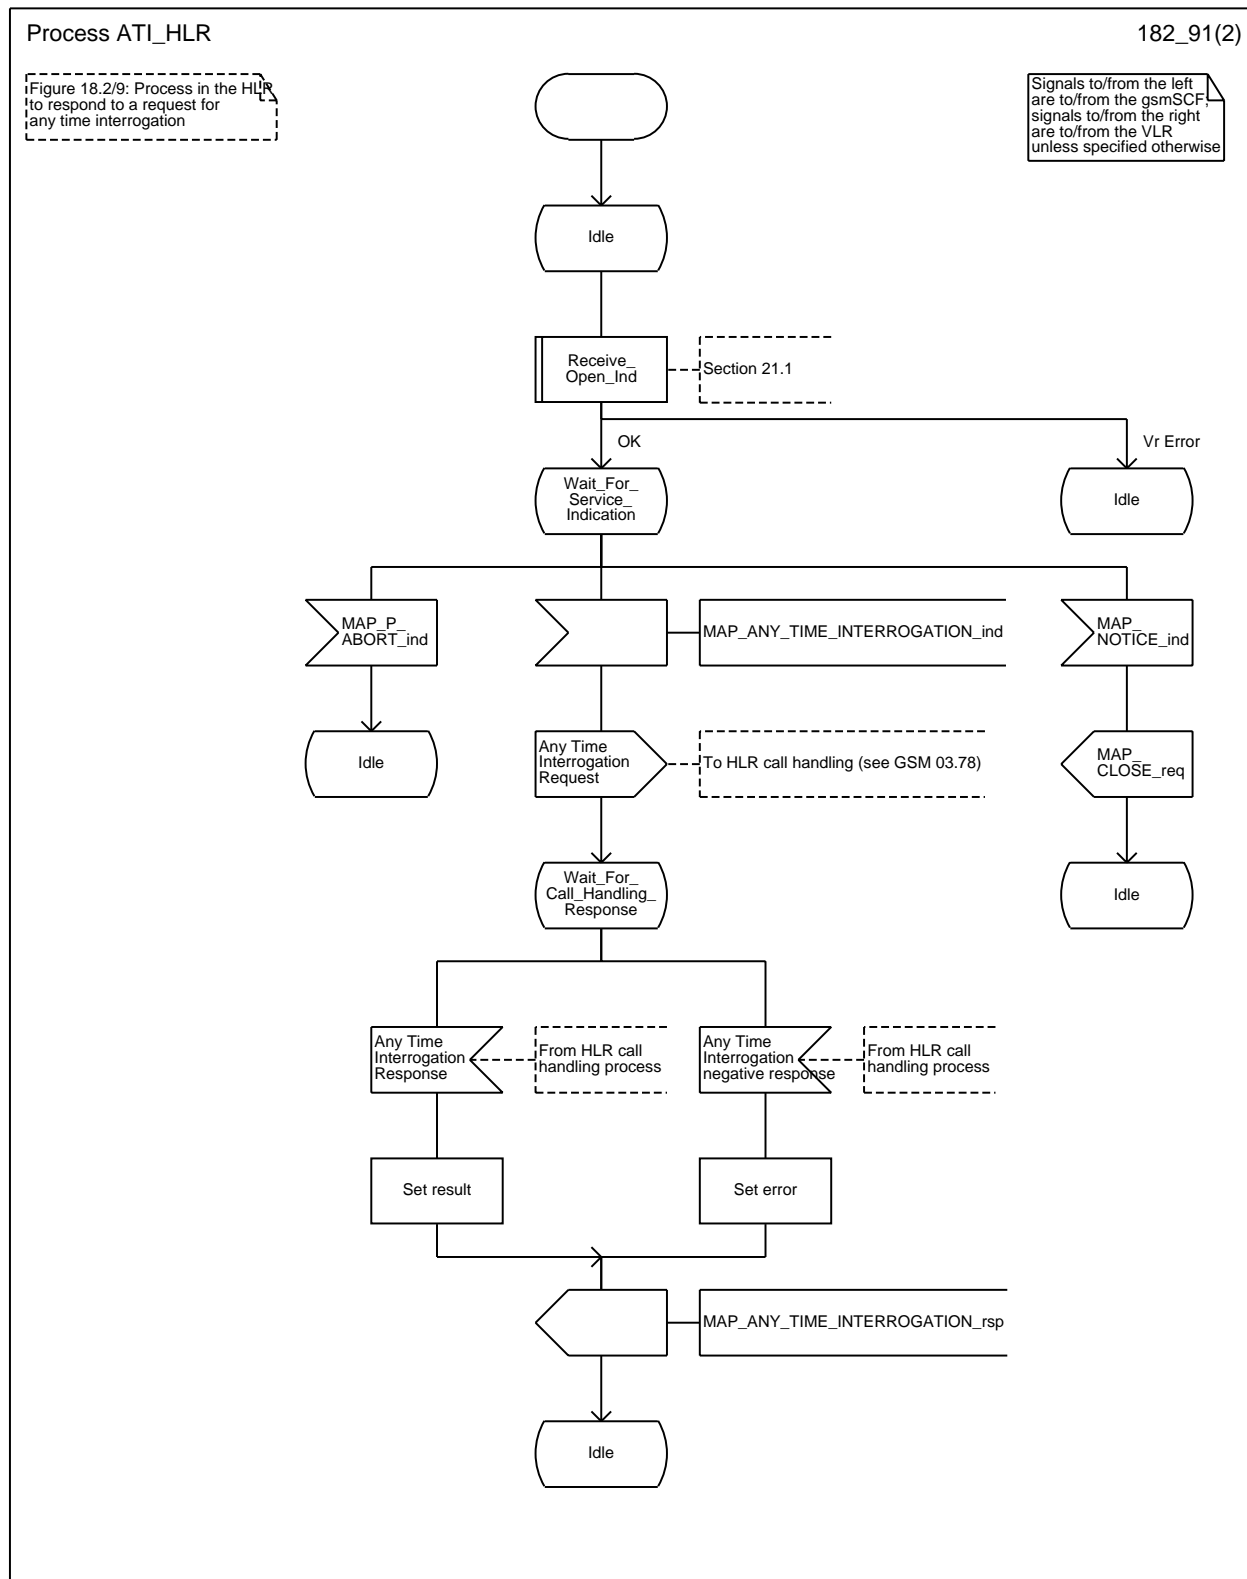 Process ATI_HLR
182_91(2)
Figure 18.2/9: Process in the HLR
to respond to a request for
any time interrogation
Signals to/from the left
are to/from the gsmSCF;
signals to/from the right
are to/from the VLR
unless specified otherwise
Idle
Receive_
Open_Ind
Section 21.1
OK
Vr Error
Wait_For_
Service_
Indication
Idle
MAP_P_
ABORT_ind
MAP_ANY_TIME_INTERROGATION_ind
MAP_
NOTICE_ind
Idle
Any Time
Interrogation
Request
To HLR call handling (see GSM 03.78)
MAP_
CLOSE_req
Wait_For_
Call_Handling_
Response
Idle
Any Time
Interrogation
Response
From HLR call
handling process
Any Time
Interrogation
negative response
From HLR call
handling process
Set result
Set error
MAP_ANY_TIME_INTERROGATION_rsp
Idle